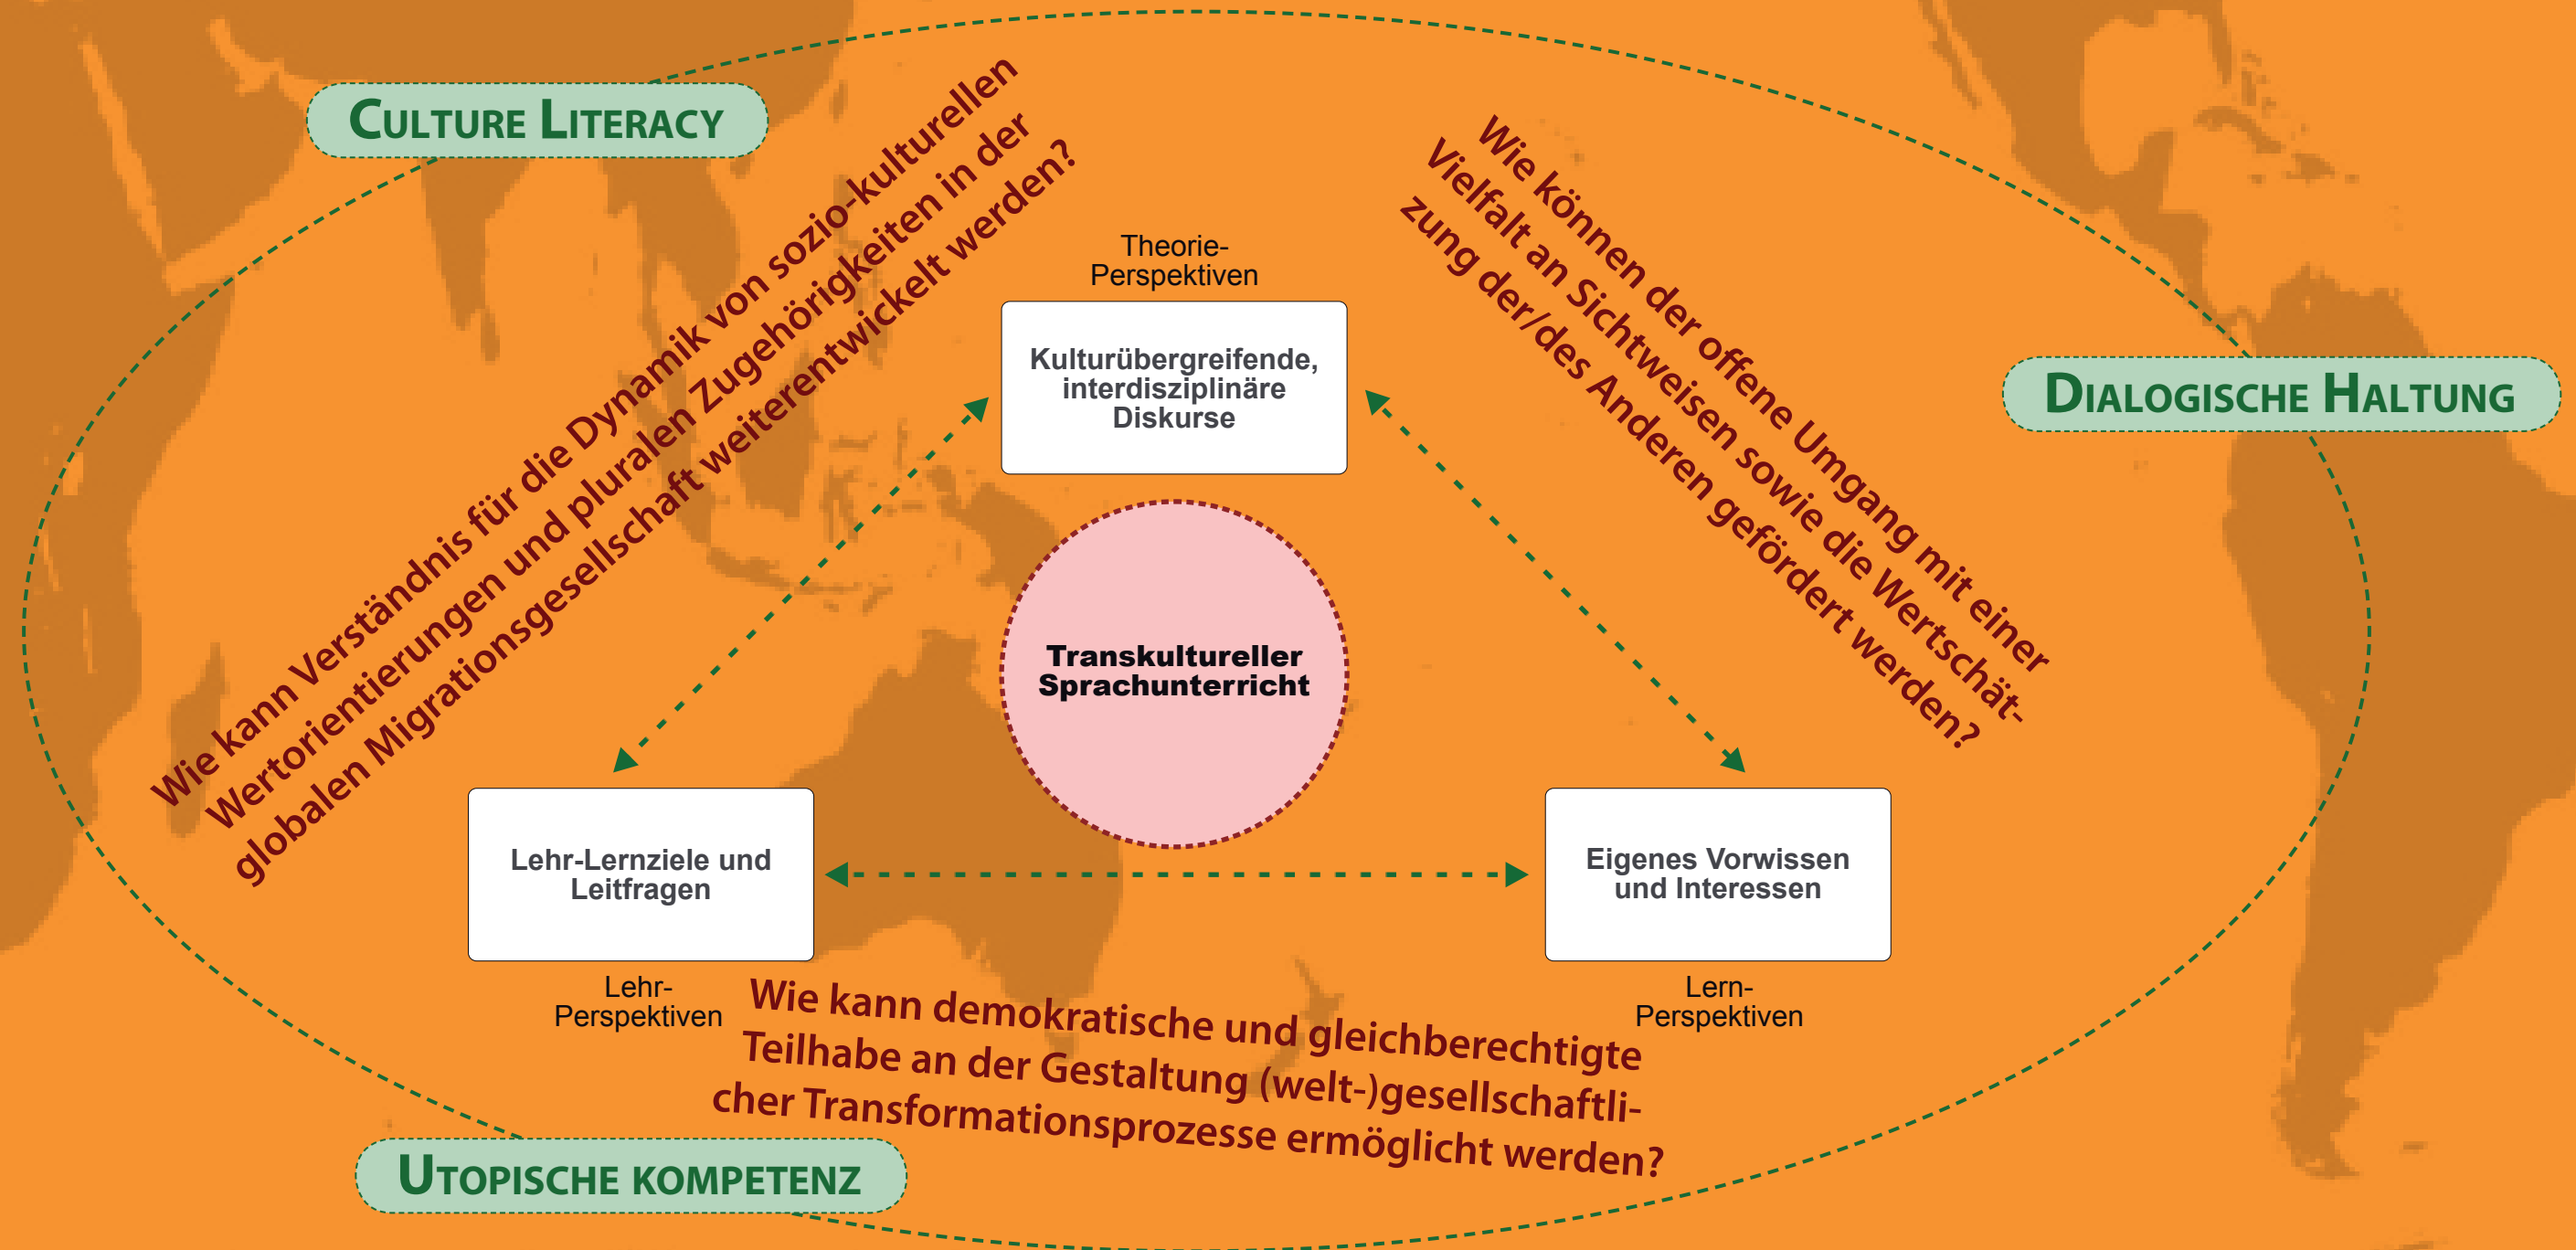 CULTURE LITERACY
Wie kann Verständnis für die Dynamik von sozio-kulturellen
Wertorientierungen und pluralen Zugehörigkeiten in der
globalen Migrationsgesellschaft weiterentwickelt werden?
Wie können der offene Umgang mit einer
Vielfalt an Sichtweisen sowie die Wertschät-
zung der/des Anderen gefördert werden?
DIALOGISCHE HALTUNG
Theorie-
Perspektiven
Kulturübergreifende,
interdisziplinäre
Diskurse
Transkultureller
Sprachunterricht
Lehr-Lernziele und
Leitfragen
Lehr-
Perspektiven
Eigenes Vorwissen
und Interessen
Lern-
Perspektiven
Wie kann demokratische und gleichberechtigte
Teilhabe an der Gestaltung (welt-)gesellschaftli-
cher Transformationsprozesse ermöglicht werden?
UTOPISCHE KOMPETENZ